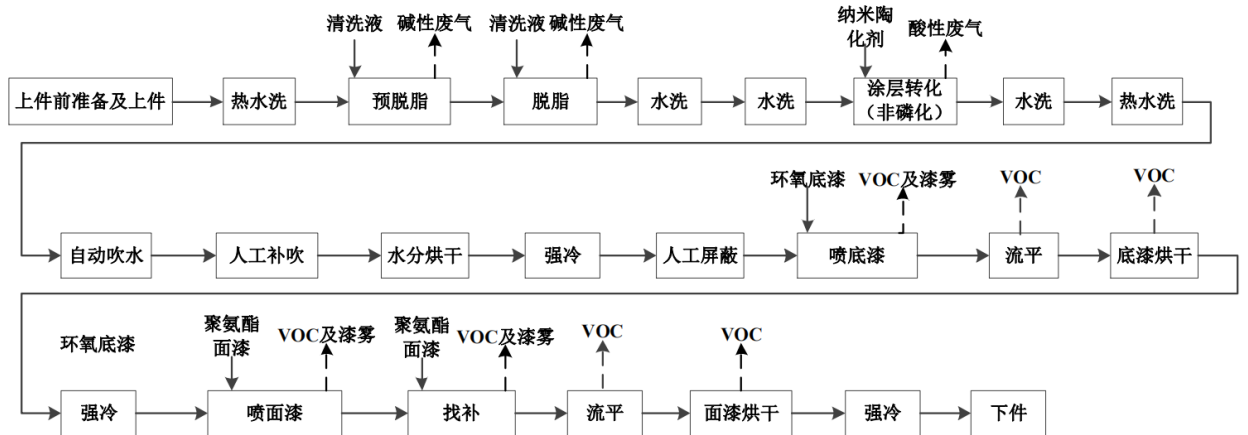 清洗液
碱性废气
清洗液
碱性废气
纳米陶
化剂
酸性废气
上件前准备及上件
热水洗
预脱脂
脱脂
水洗
水洗
涂层转化
（非磷化）
水洗
热水洗
环氧底漆
VOC及漆雾
VOC
VOC
自动吹水
人工补吹
水分烘干
强冷
人工屏蔽
喷底漆
流平
底漆烘干
环氧底漆
聚氨酯
面漆
VOC及漆雾
聚氨酯
面漆
VOC及漆雾
VOC
VOC
强冷
喷面漆
找补
流平
面漆烘干
强冷
下件